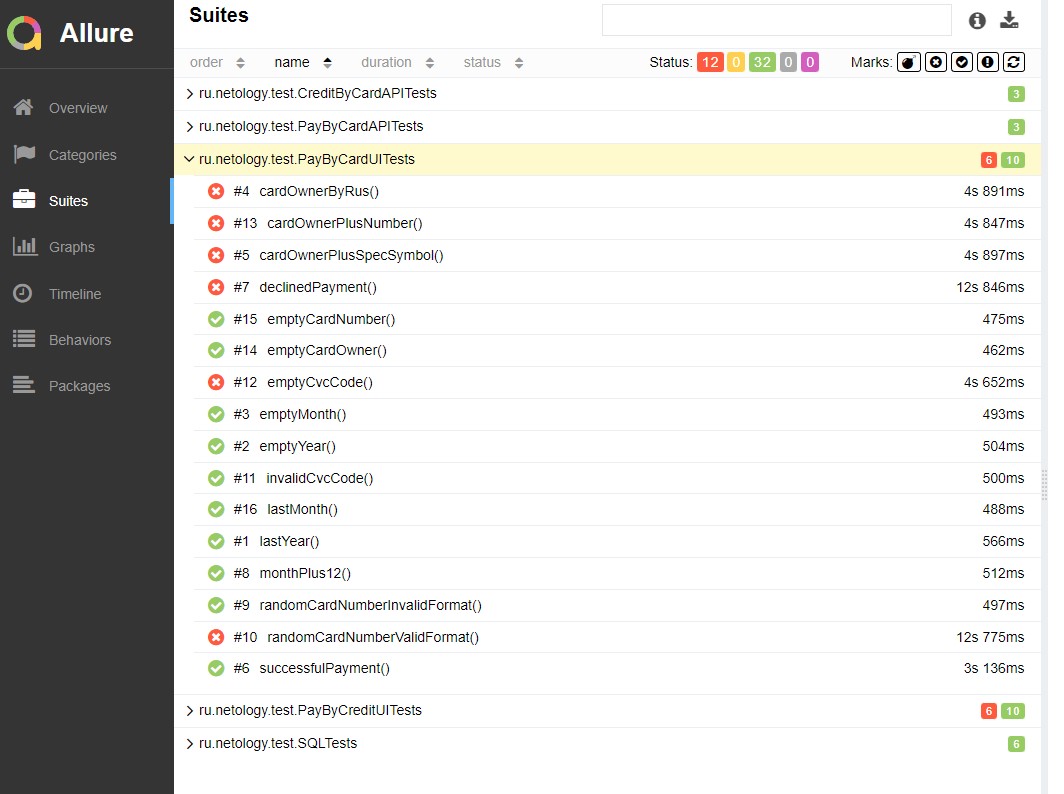 Allure
Suites
order name duration status Status: 12 0 32 0 0 Marks:
Overview
Categories
Suites
Graphs
Timeline
Behaviors
Packages
ru.netology.test.CreditByCardAPITests 3
ru.netology.test.PayByCardAPITests 3
ru.netology.test.PayByCardUITests 6 10
#4 cardOwnerByRus() 4s 891ms
#13 cardOwnerPlusNumber() 4s 847ms
#5 cardOwnerPlusSpecSymbol() 4s 897ms
#7 declinedPayment() 12s 846ms
#15 emptyCardNumber() 475ms
#14 emptyCardOwner() 462ms
#12 emptyCvcCode() 4s 652ms
#3 emptyMonth() 493ms
#2 emptyYear() 504ms
#11 invalidCvcCode() 500ms
#16 lastMonth() 488ms
#1 lastYear() 566ms
#8 monthPlus12() 512ms
#9 randomCardNumberInvalidFormat() 497ms
#10 randomCardNumberValidFormat() 12s 775ms
#6 successfulPayment() 3s 136ms
ru.netology.test.PayByCreditUITests 6 10
ru.netology.test.SQLTests 6